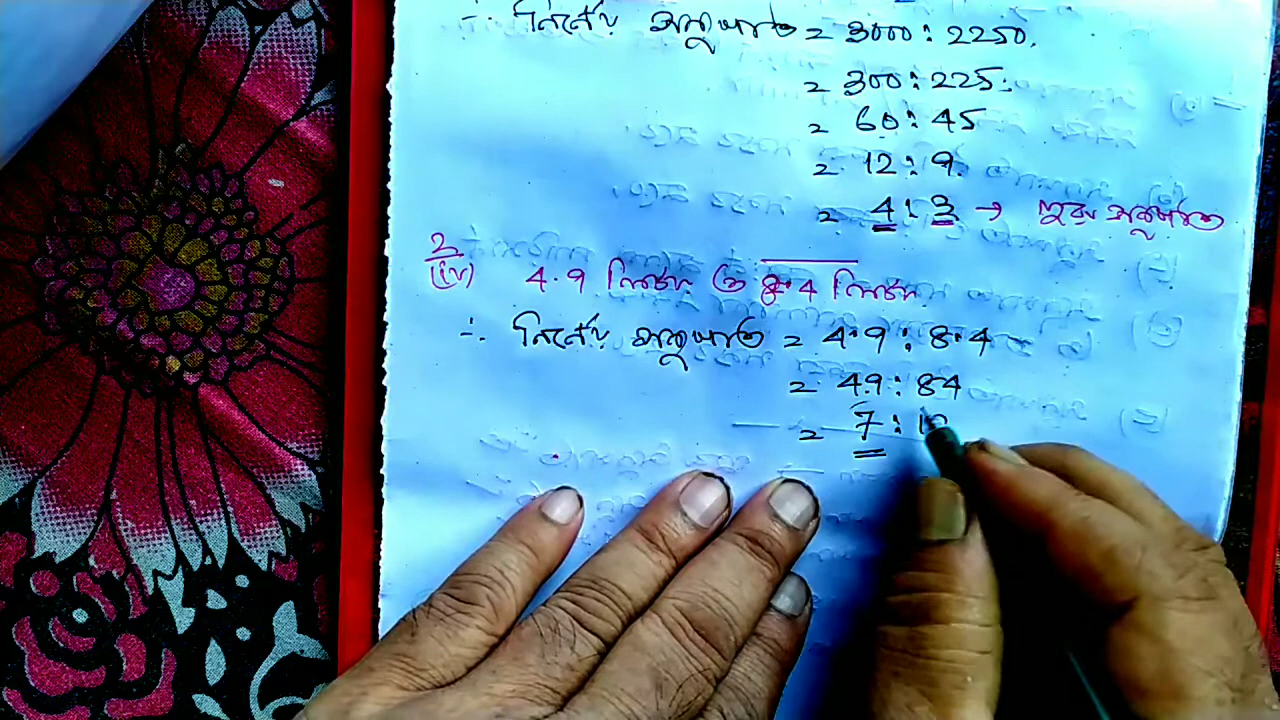 ∴ নির্ণেয় অনুপাত = 3000 : 2250.
= 300 : 225.
= 60 : 45
= 12 : 9.
= 4 : 3 →
2/(iv) 4.9 লিটার ও 8.4 লিটার
∴ নির্ণেয় অনুপাত = 4.9 : 8.4
= 49 : 84
= 7 :